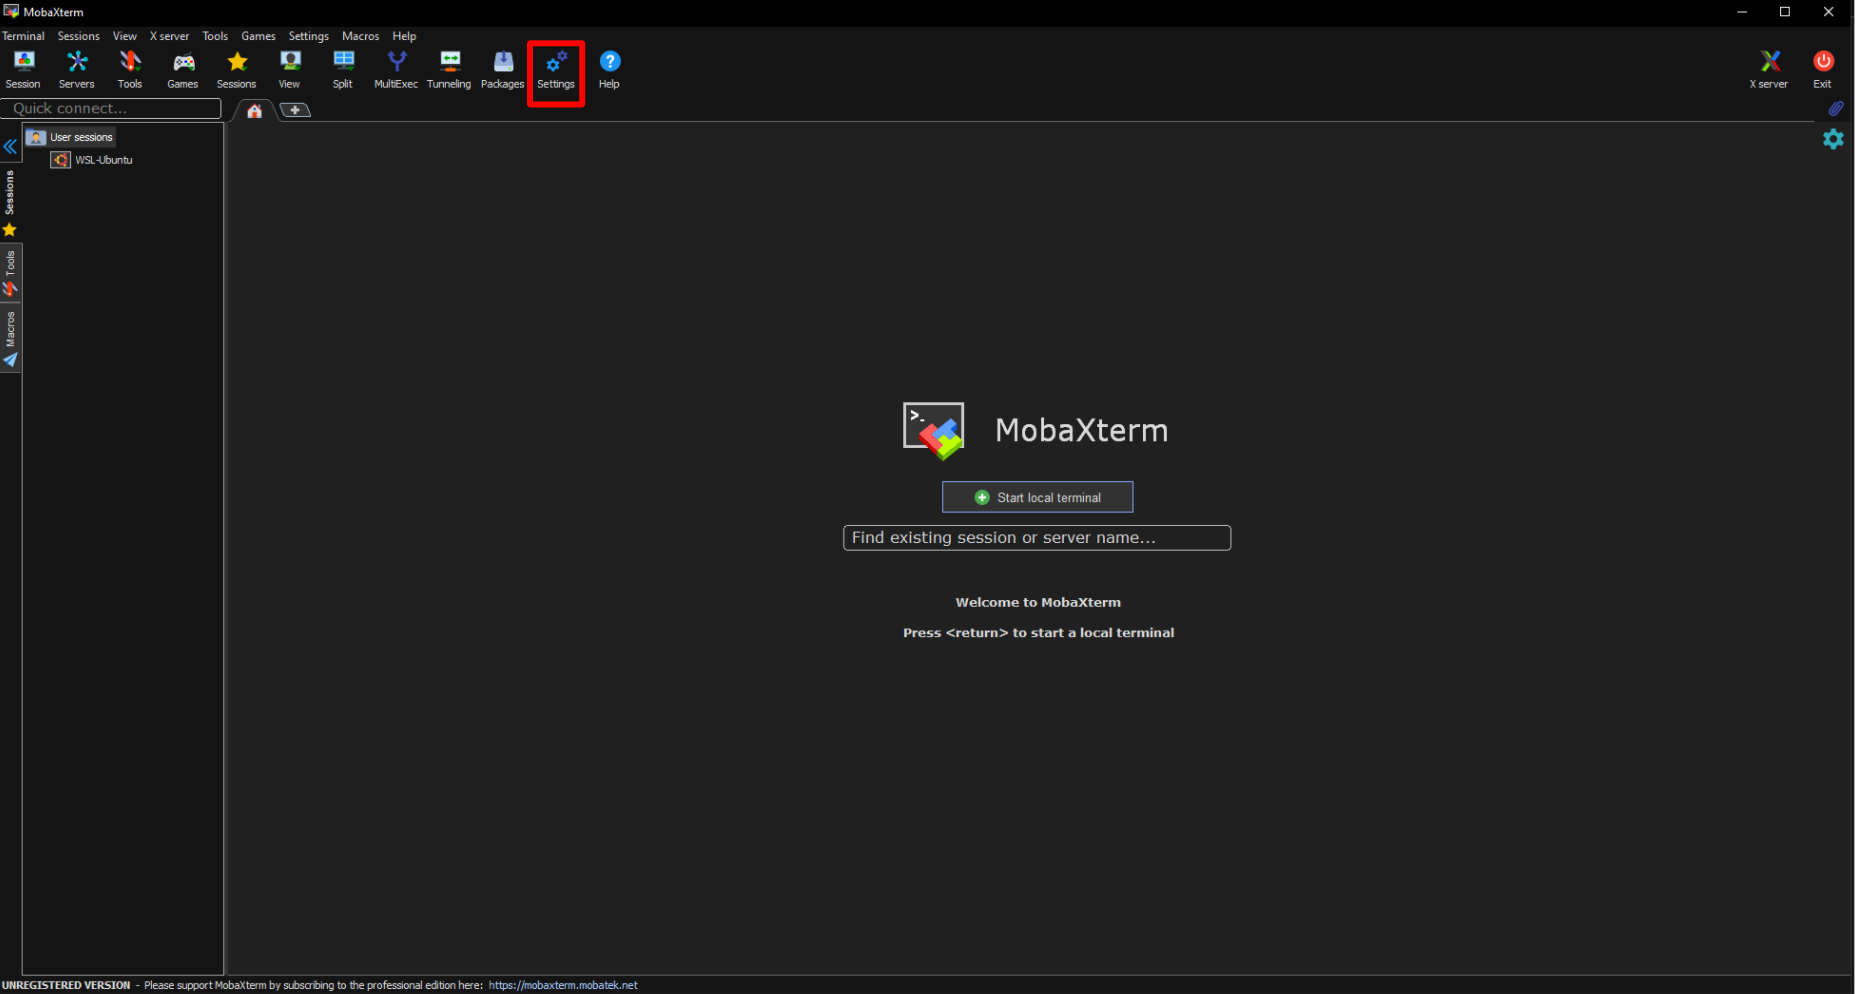 MobaXterm
Terminal Sessions View X server Tools Games Settings Macros Help
Session Servers Tools Games Sessions View Split MultiExec Tunneling Packages Settings Help X server Exit
Quick connect...
User sessions
WSL-Ubuntu
Sessions
Tools
Macros
>_
MobaXterm
Start local terminal
Find existing session or server name...
Welcome to MobaXterm
Press <return> to start a local terminal
UNREGISTERED VERSION - Please support MobaXterm by subscribing to the professional edition here: https://mobaxterm.mobatek.net